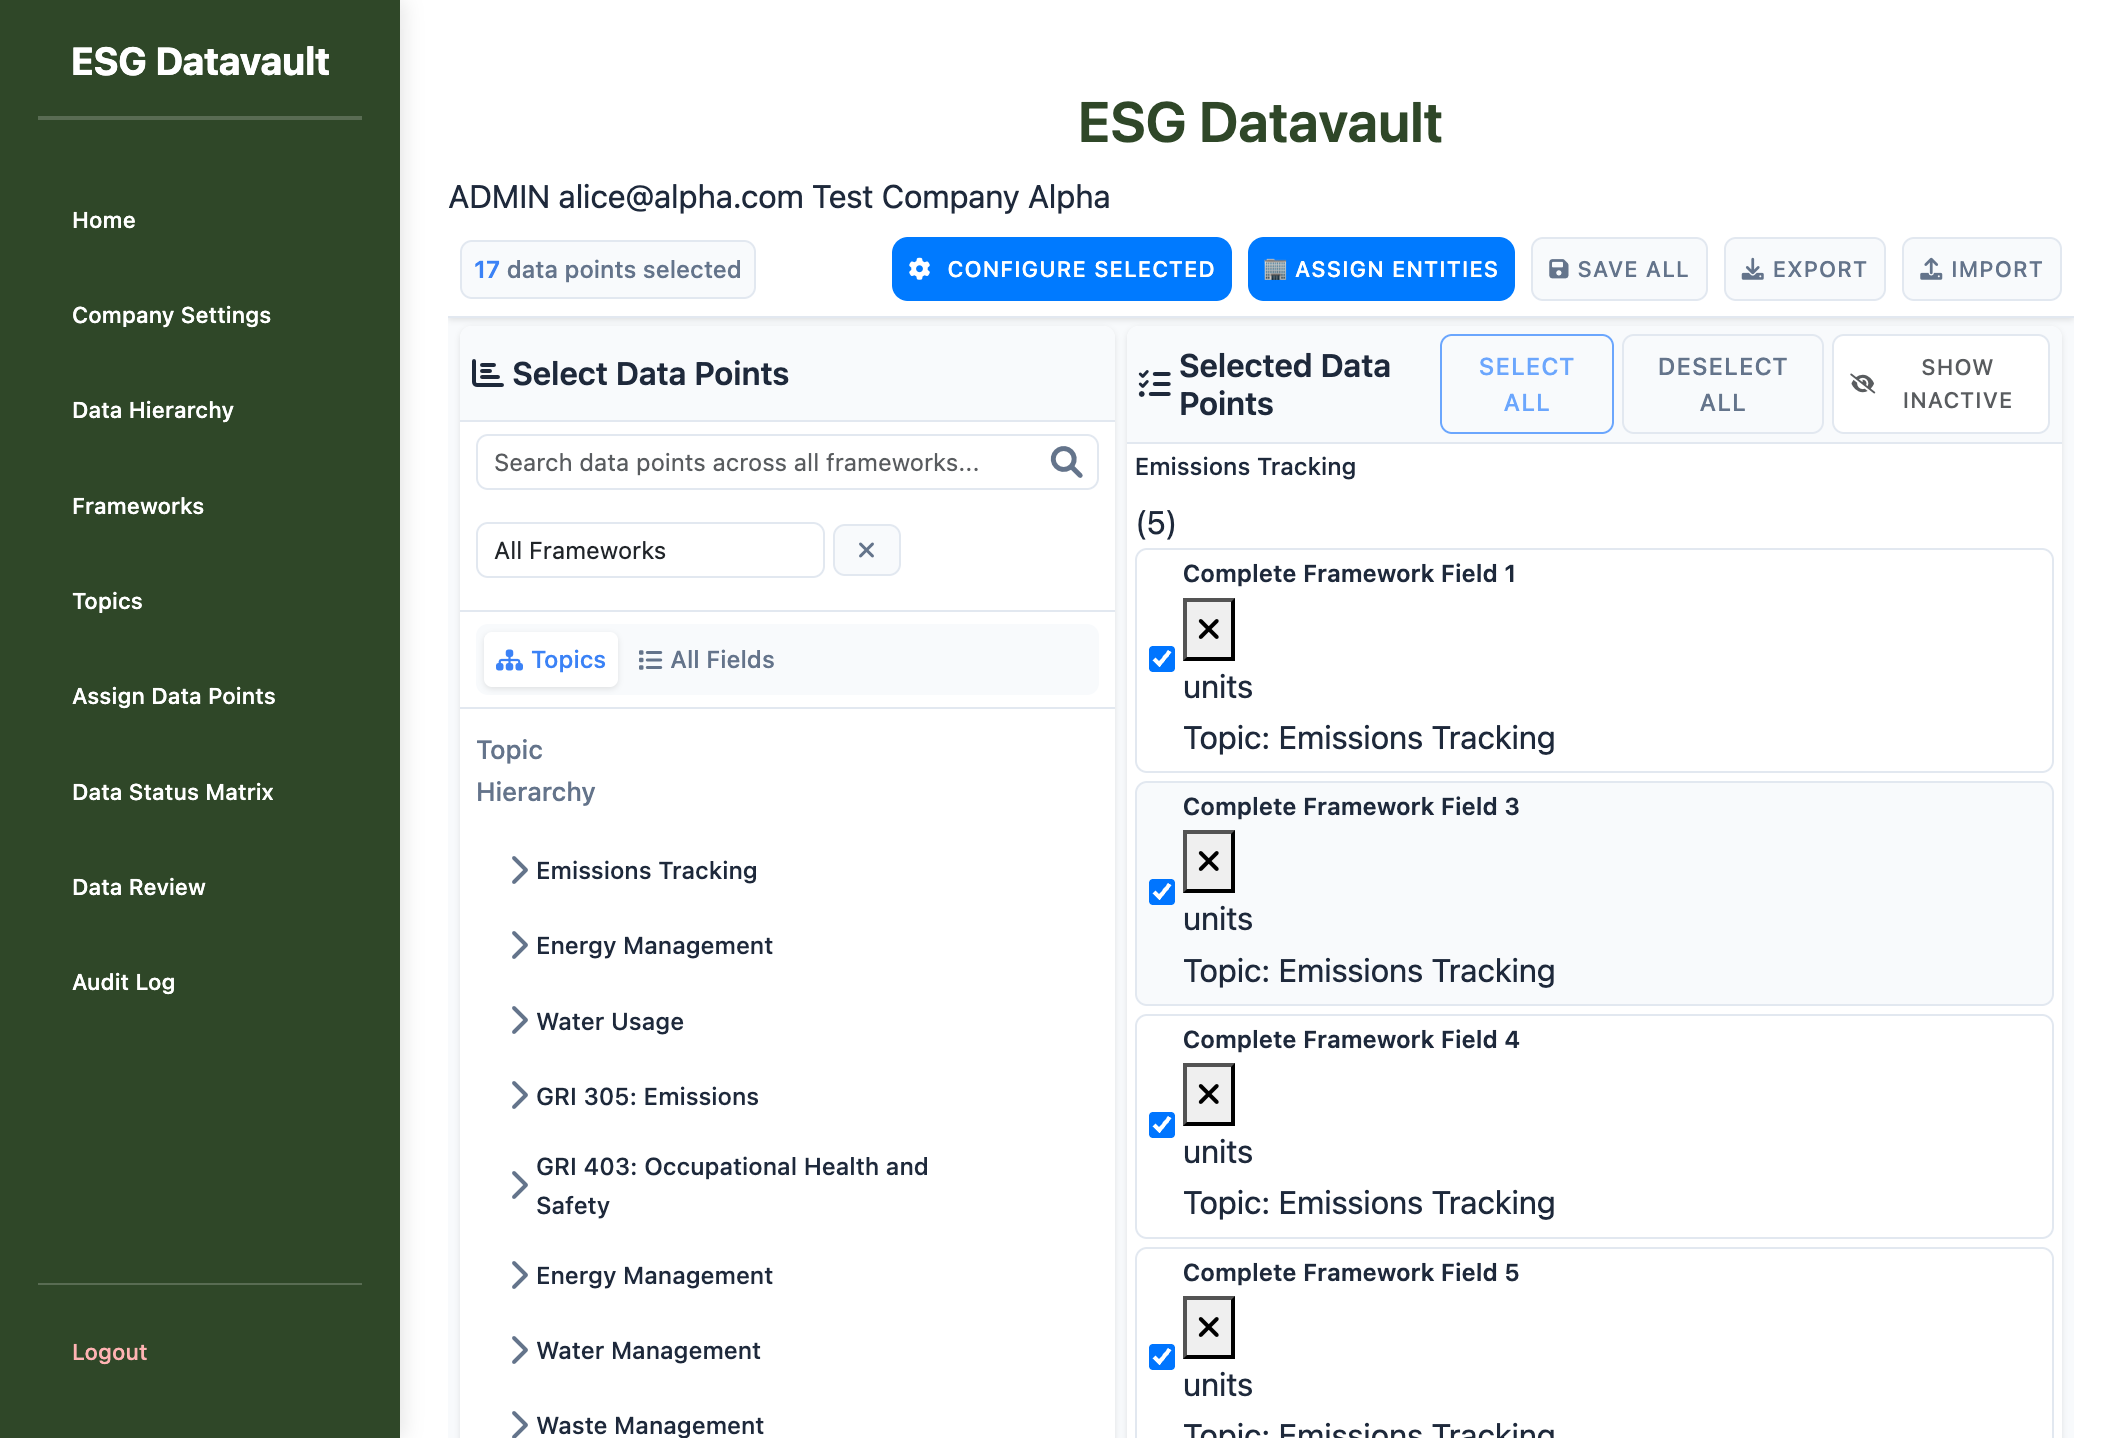 ESG Datavault
Home
Company Settings
Data Hierarchy
Frameworks
Topics
Assign Data Points
Data Status Matrix
Data Review
Audit Log
Logout
ESG Datavault
ADMIN alice@alpha.com Test Company Alpha
17 data points selected
CONFIGURE SELECTED
ASSIGN ENTITIES
SAVE ALL
EXPORT
IMPORT
Select Data Points
Search data points across all frameworks...
All Frameworks
Topics
All Fields
Topic
Hierarchy
Emissions Tracking
Energy Management
Water Usage
GRI 305: Emissions
GRI 403: Occupational Health and
Safety
Energy Management
Water Management
Waste Management
Selected Data
Points
SELECT
ALL
DESELECT
ALL
SHOW
INACTIVE
Emissions Tracking
(5)
Complete Framework Field 1
units
Topic: Emissions Tracking
Complete Framework Field 3
units
Topic: Emissions Tracking
Complete Framework Field 4
units
Topic: Emissions Tracking
Complete Framework Field 5
units
Topic: Emissions Tracking